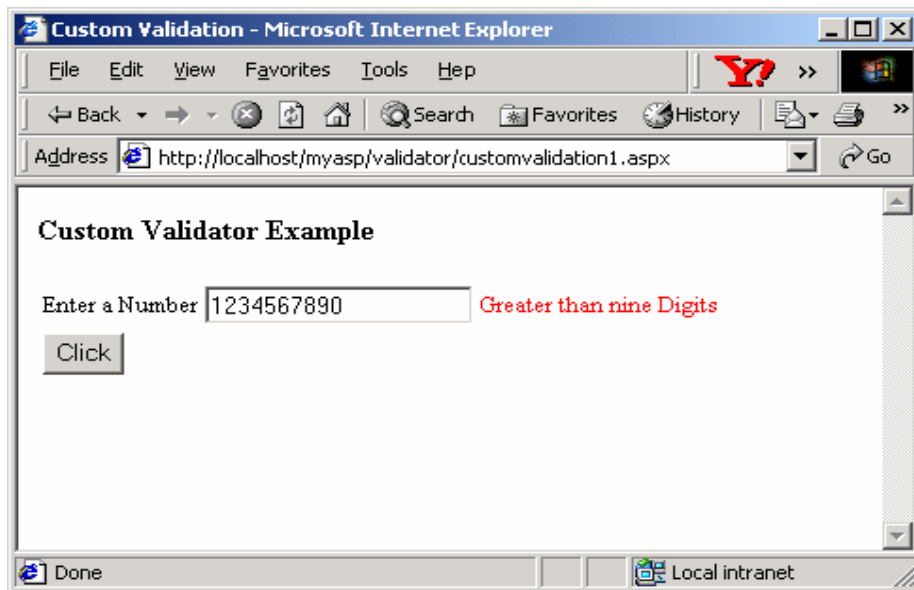 Custom Validation - Microsoft Internet Explorer
File Edit View Favorites Tools Hep
Y! »
Back Search Favorites History »
Address http://localhost/myasp/validator/customvalidation1.aspx Go
Custom Validator Example
Enter a Number 1234567890 Greater than nine Digits
Click
Done Local intranet